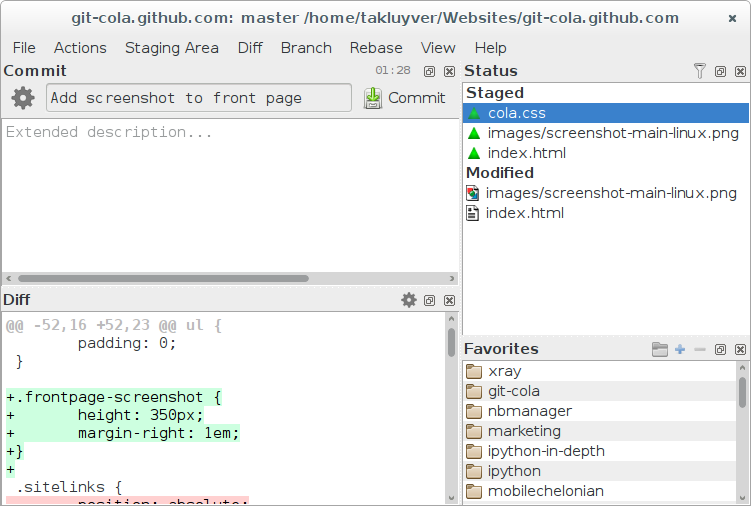 git-cola.github.com: master /home/takluyver/Websites/git-cola.github.com
File Actions Staging Area Diff Branch Rebase View Help
Commit 01:28
Add screenshot to front page Commit
Extended description...
Diff
@@ -52,16 +52,23 @@ ul {
padding: 0;
}
+.frontpage-screenshot {
+ height: 350px;
+ margin-right: 1em;
+}
+
.sitelinks {
position: absolute;
Status
Staged
cola.css
images/screenshot-main-linux.png
index.html
Modified
images/screenshot-main-linux.png
index.html
Favorites
xray
git-cola
nbmanager
marketing
ipython-in-depth
ipython
mobilechelonian